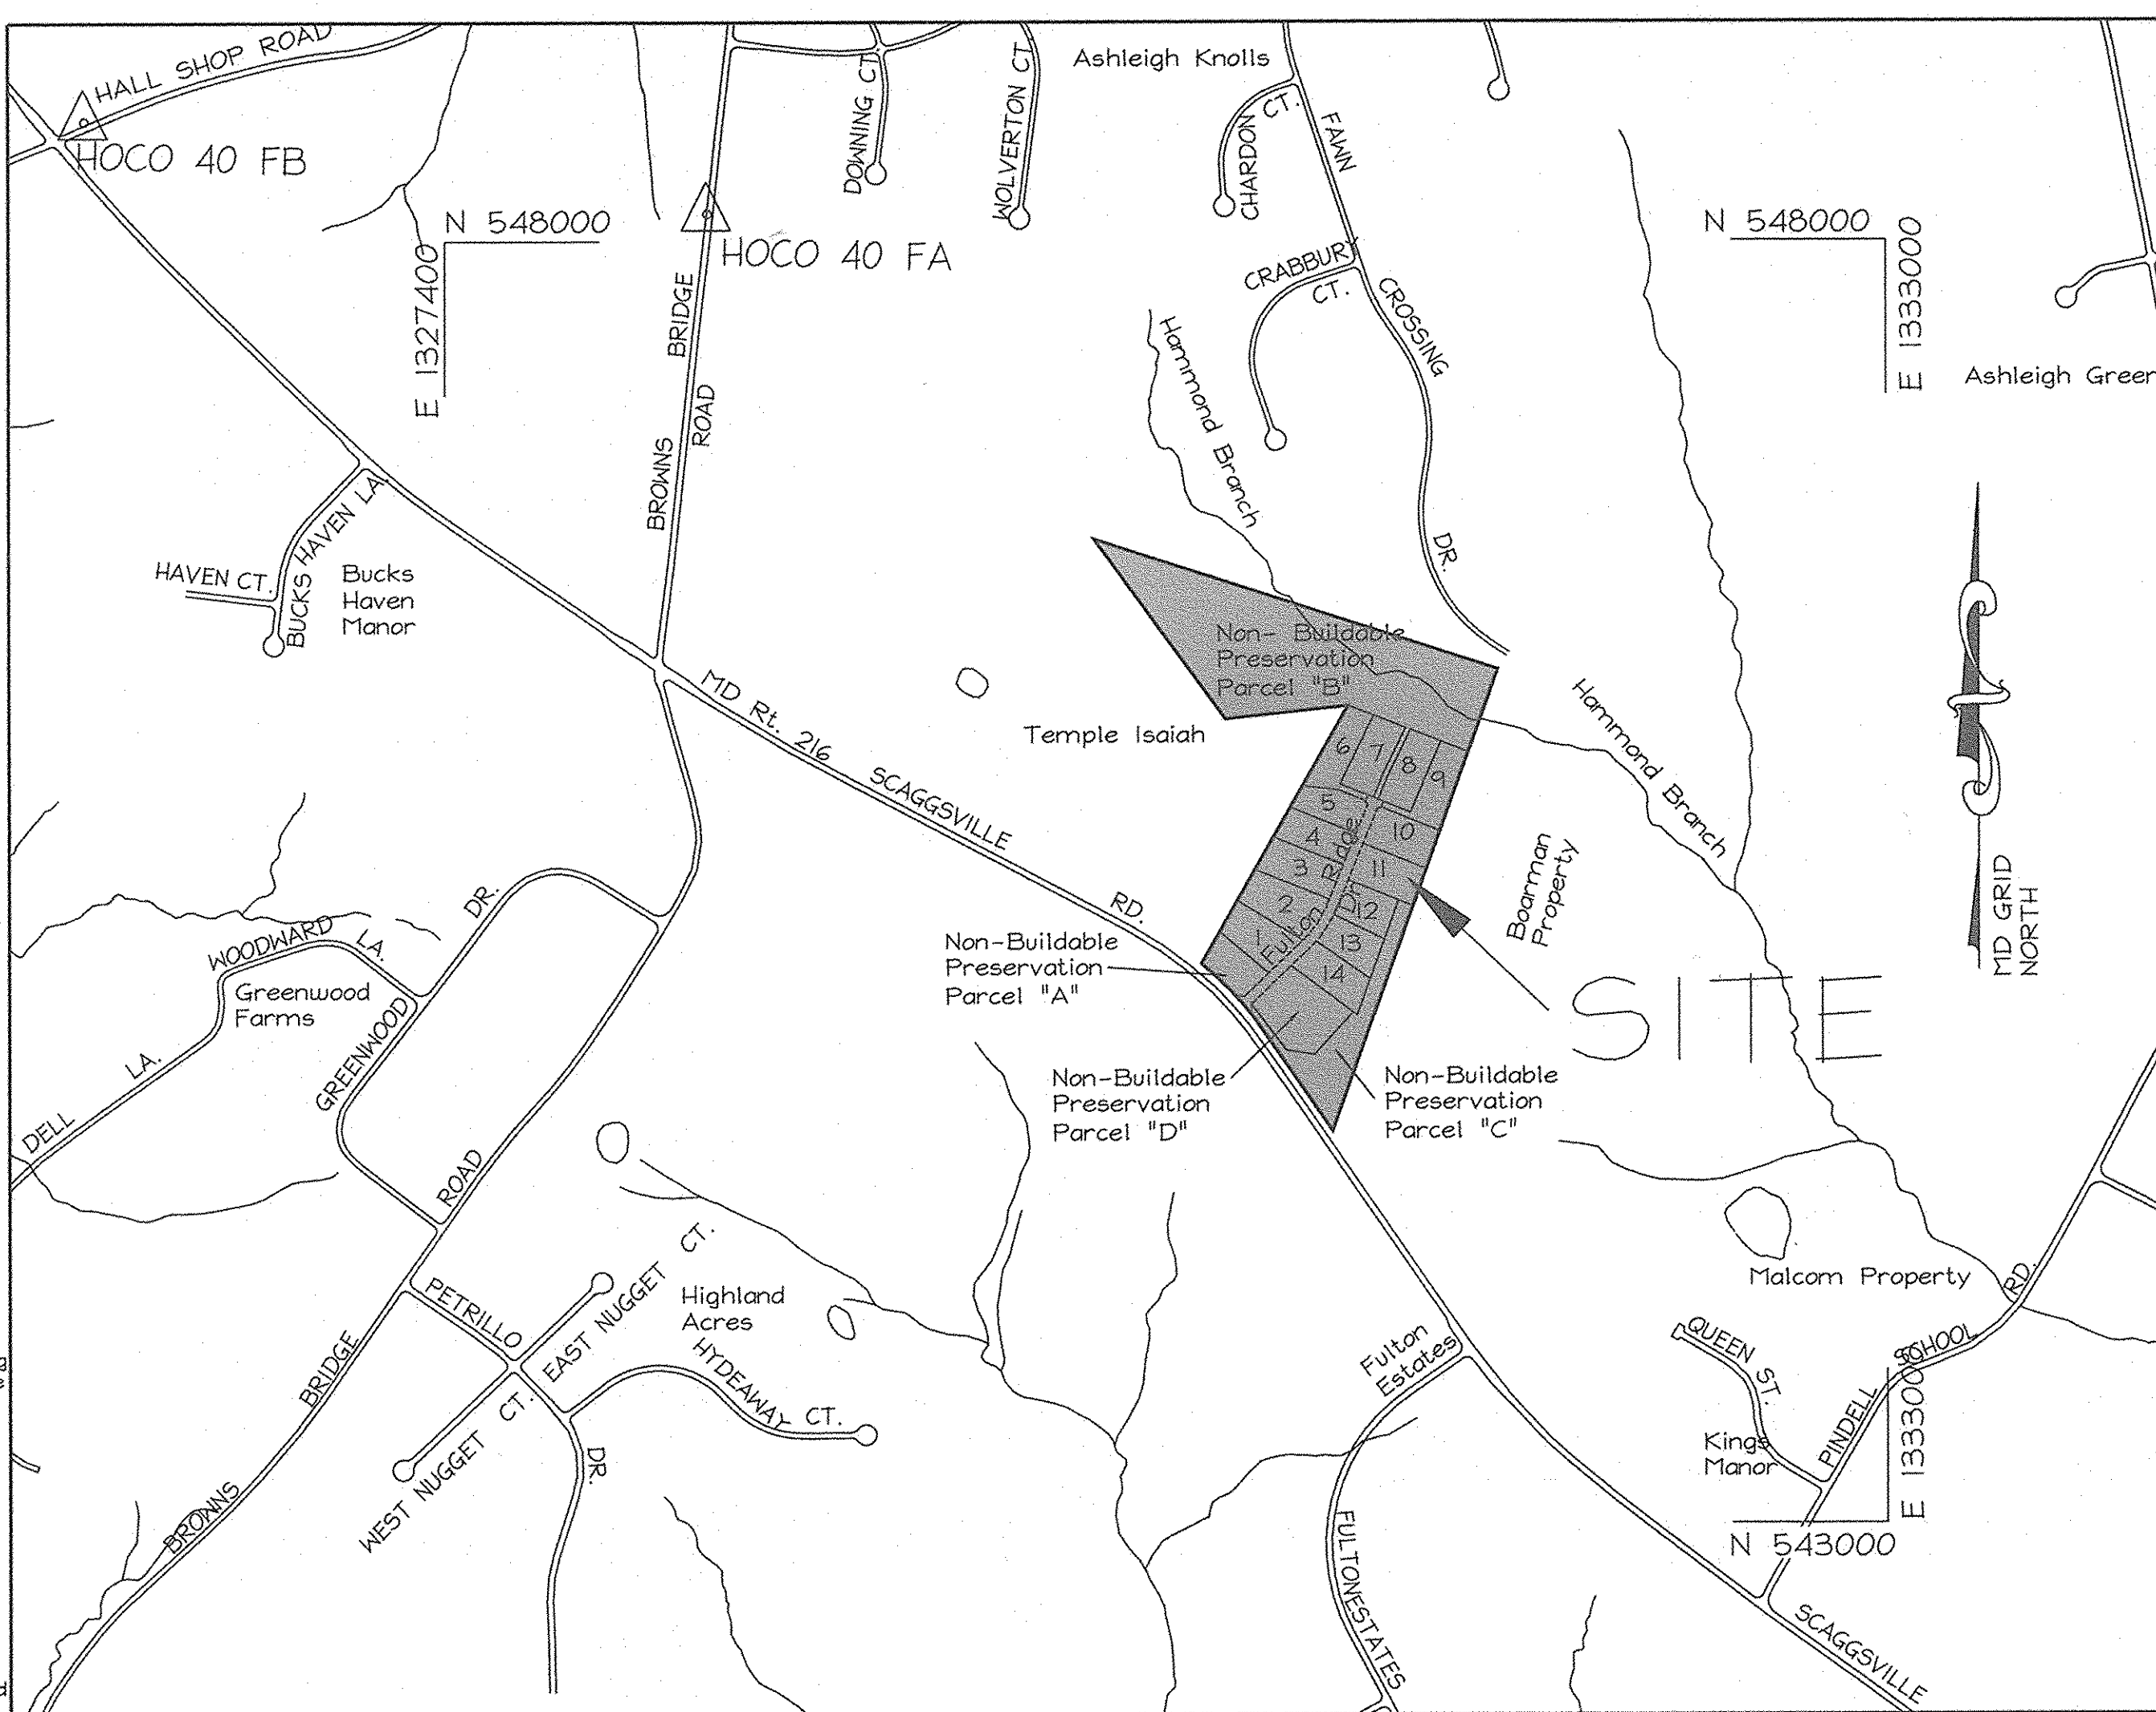 HALL SHOP ROAD
HOCO 40 FB
N 548000
E 1327400
HOCO 40 FA
BROWNS BRIDGE
ROAD
DOWNING CT.
WOLVERTON CT.
Ashleigh Knolls
CHARDON
CT.
FAWN
CROSSING
DR.
CRABBURY
CT.
Hammond Branch
N 548000
E 1333000
Ashleigh Green
HAVEN CT.
BUCKS HAVEN LA.
Bucks
Haven
Manor
MD Rt. 216
SCAGGSVILLE
RD.
Temple Isaiah
Non- Buildable
Preservation
Parcel "B"
6
7
8
9
5
4
3
2
1
10
11
12
13
14
Fulton Ridge
Dr.
Hammond Branch
Boarman
Property
MD GRID
NORTH
SITE
Non-Buildable
Preservation
Parcel "A"
Non-Buildable
Preservation
Parcel "D"
Non-Buildable
Preservation
Parcel "C"
WOODWARD
LA.
Greenwood
Farms
GREENWOOD
DR.
DELL
LA.
BROWNS
BRIDGE
ROAD
PETRILLO
DR.
EAST NUGGET
CT.
WEST NUGGET
CT.
Highland
Acres
HYDEAWAY
CT.
Fulton
Estates
FULTON ESTATES
Malcom Property
QUEEN
ST.
Kings
Manor
PINDELL
SCHOOL
RD.
E 1333000
N 543000
SCAGGSVILLE